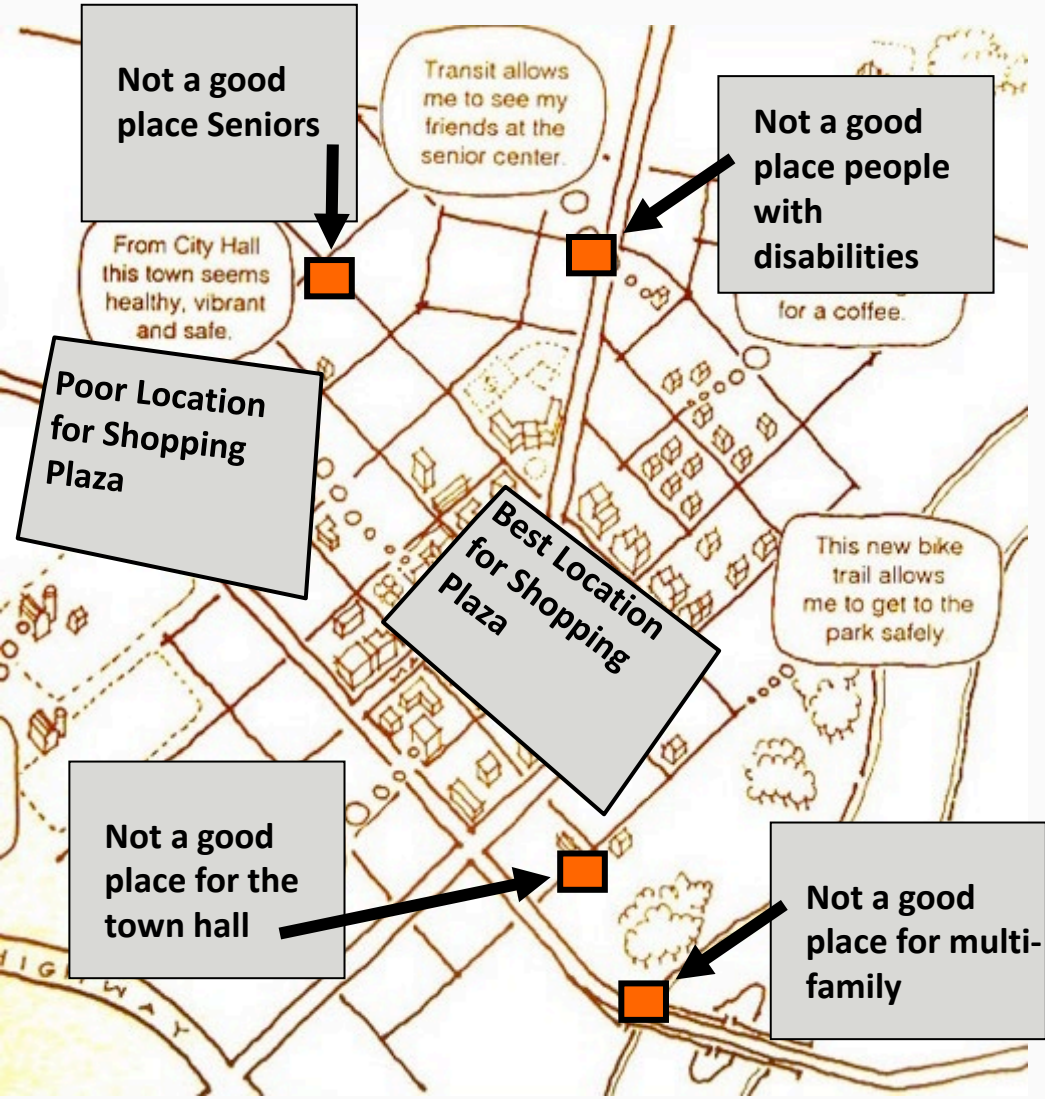 Not a good
place Seniors
Transit allows
me to see my
friends at the
senior center.
Not a good
place people
with
disabilities
for a coffee.
From City Hall
this town seems
healthy, vibrant
and safe.
Poor Location
for Shopping
Plaza
Best Location
for Shopping
Plaza
This new bike
trail allows
me to get to the
park safely
Not a good
place for the
town hall
Not a good
place for multi-
family
HIGHWAY